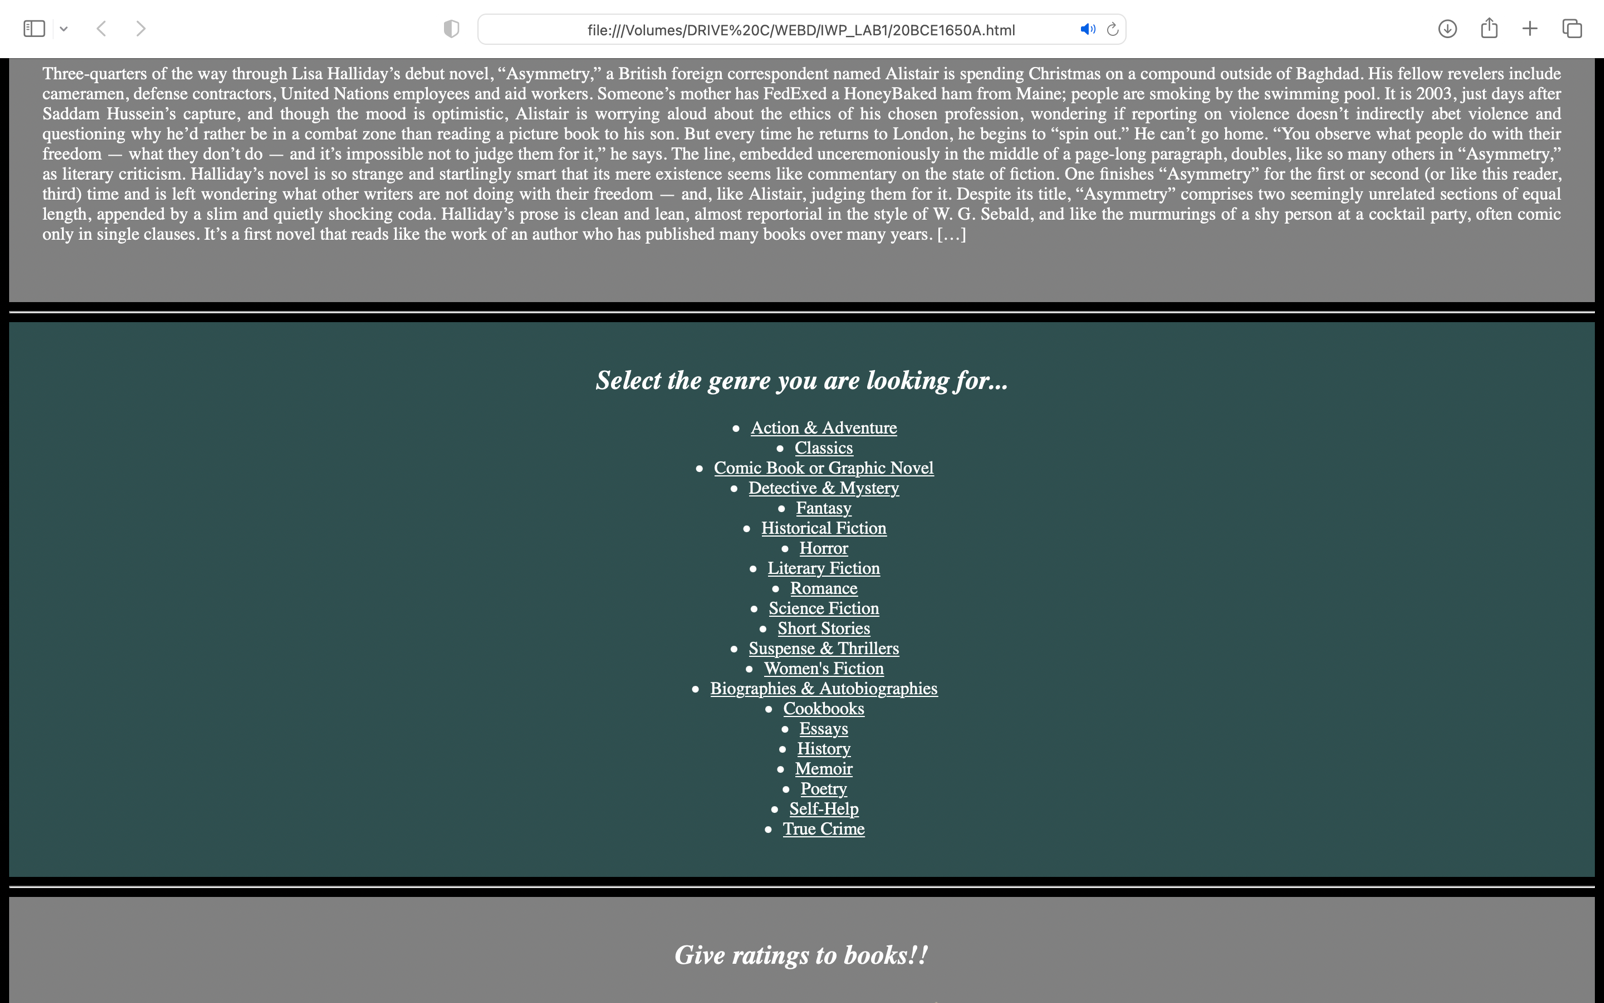 file:///Volumes/DRIVE%20C/WEBD/IWP_LAB1/20BCE1650A.html
Three-quarters of the way through Lisa Halliday’s debut novel, “Asymmetry,” a British foreign correspondent named Alistair is spending Christmas on a compound outside of Baghdad. His fellow revelers include
cameramen, defense contractors, United Nations employees and aid workers. Someone’s mother has FedExed a HoneyBaked ham from Maine; people are smoking by the swimming pool. It is 2003, just days after
Saddam Hussein’s capture, and though the mood is optimistic, Alistair is worrying aloud about the ethics of his chosen profession, wondering if reporting on violence doesn’t indirectly abet violence and
questioning why he’d rather be in a combat zone than reading a picture book to his son. But every time he returns to London, he begins to “spin out.” He can’t go home. “You observe what people do with their
freedom — what they don’t do — and it’s impossible not to judge them for it,” he says. The line, embedded unceremoniously in the middle of a page-long paragraph, doubles, like so many others in “Asymmetry,”
as literary criticism. Halliday’s novel is so strange and startlingly smart that its mere existence seems like commentary on the state of fiction. One finishes “Asymmetry” for the first or second (or like this reader,
third) time and is left wondering what other writers are not doing with their freedom — and, like Alistair, judging them for it. Despite its title, “Asymmetry” comprises two seemingly unrelated sections of equal
length, appended by a slim and quietly shocking coda. Halliday’s prose is clean and lean, almost reportorial in the style of W. G. Sebald, and like the murmurings of a shy person at a cocktail party, often comic
only in single clauses. It’s a first novel that reads like the work of an author who has published many books over many years. […]
Select the genre you are looking for...
• Action & Adventure
• Classics
• Comic Book or Graphic Novel
• Detective & Mystery
• Fantasy
• Historical Fiction
• Horror
• Literary Fiction
• Romance
• Science Fiction
• Short Stories
• Suspense & Thrillers
• Women's Fiction
• Biographies & Autobiographies
• Cookbooks
• Essays
• History
• Memoir
• Poetry
• Self-Help
• True Crime
Give ratings to books!!